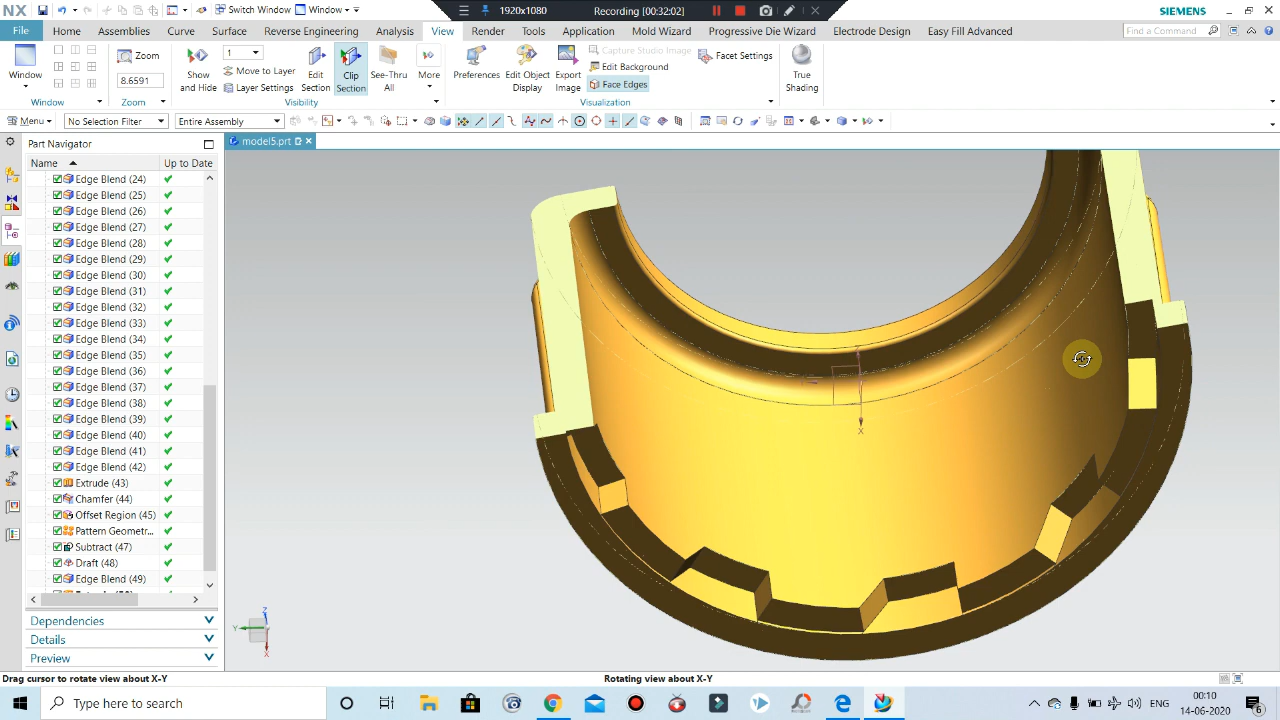 NX Switch Window Window 1920x1080 Recording [00:32:02] SIEMENS
File Home Assemblies Curve Surface Reverse Engineering Analysis View Render Tools Application Mold Wizard Progressive Die Wizard Electrode Design Easy Fill Advanced Find a Command
Window
Zoom
8.6591
Show and Hide
1
Move to Layer
Layer Settings
Edit Section
Clip Section
See-Thru All
More
Preferences
Edit Object Display
Export Image
Capture Studio Image
Edit Background
Face Edges
Facet Settings
True Shading
Window Zoom Visibility Visualization
Menu No Selection Filter Entire Assembly
Part Navigator
model5.prt
Name Up to Date
Edge Blend (24)
Edge Blend (25)
Edge Blend (26)
Edge Blend (27)
Edge Blend (28)
Edge Blend (29)
Edge Blend (30)
Edge Blend (31)
Edge Blend (32)
Edge Blend (33)
Edge Blend (34)
Edge Blend (35)
Edge Blend (36)
Edge Blend (37)
Edge Blend (38)
Edge Blend (39)
Edge Blend (40)
Edge Blend (41)
Edge Blend (42)
Extrude (43)
Chamfer (44)
Offset Region (45)
Pattern Geometr...
Subtract (47)
Draft (48)
Edge Blend (49)
Dependencies
Details
Preview
X
Z
Y
X
Drag cursor to rotate view about X-Y Rotating view about X-Y
Type here to search
ENG
00:10
14-06-2020
6